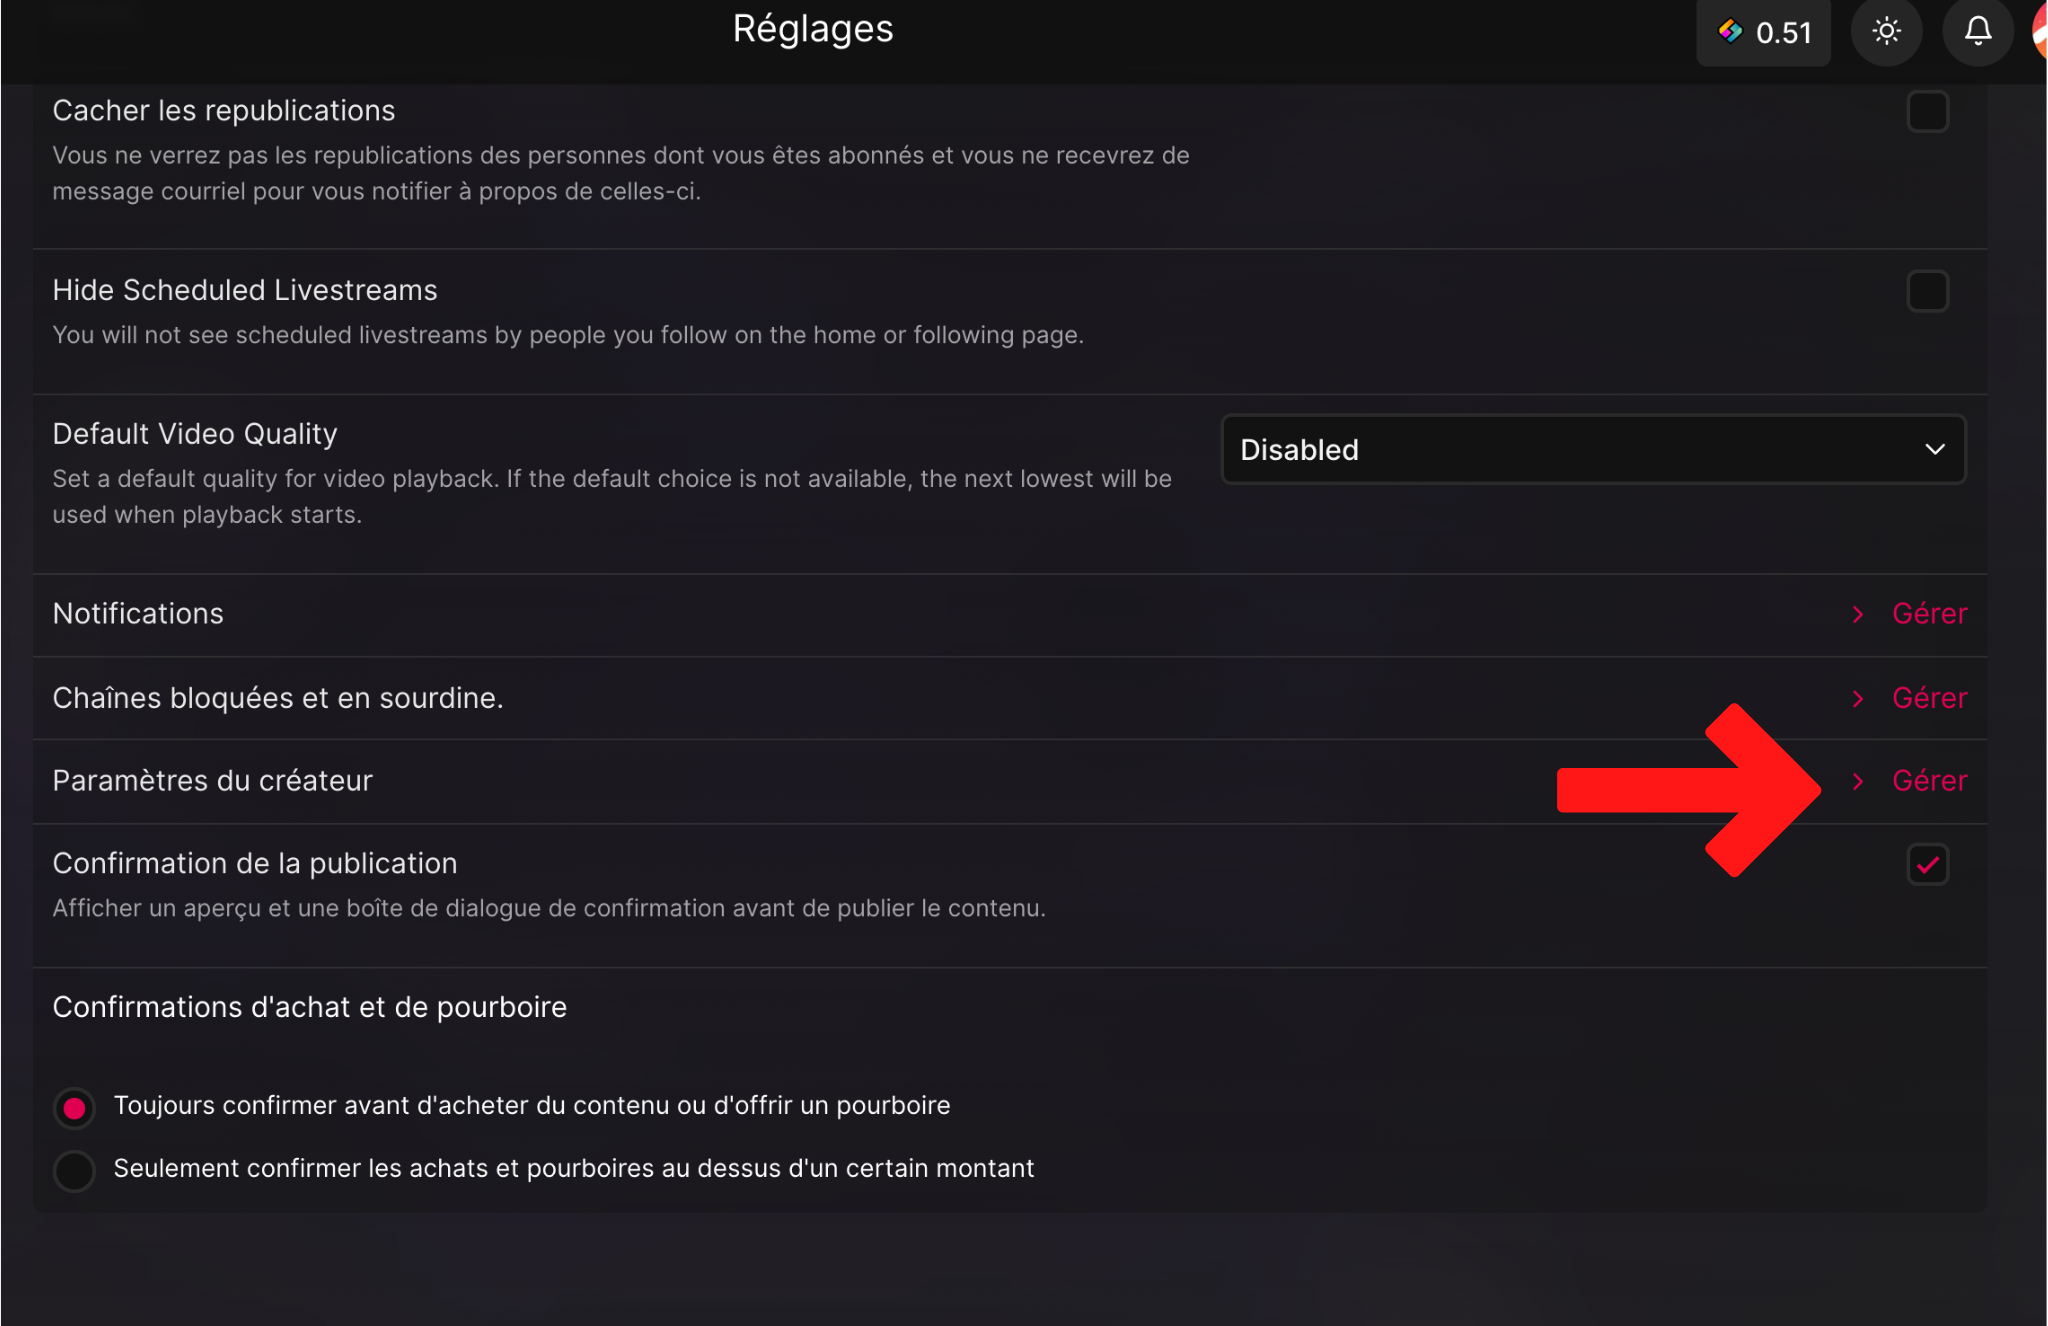 Réglages
0.51
Cacher les republications
Vous ne verrez pas les republications des personnes dont vous êtes abonnés et vous ne recevrez de
message courriel pour vous notifier à propos de celles-ci.
Hide Scheduled Livestreams
You will not see scheduled livestreams by people you follow on the home or following page.
Default Video Quality
Disabled
Set a default quality for video playback. If the default choice is not available, the next lowest will be
used when playback starts.
Notifications
Gérer
Chaînes bloquées et en sourdine.
Gérer
Paramètres du créateur
Gérer
Confirmation de la publication
Afficher un aperçu et une boîte de dialogue de confirmation avant de publier le contenu.
Confirmations d'achat et de pourboire
Toujours confirmer avant d'acheter du contenu ou d'offrir un pourboire
Seulement confirmer les achats et pourboires au dessus d'un certain montant